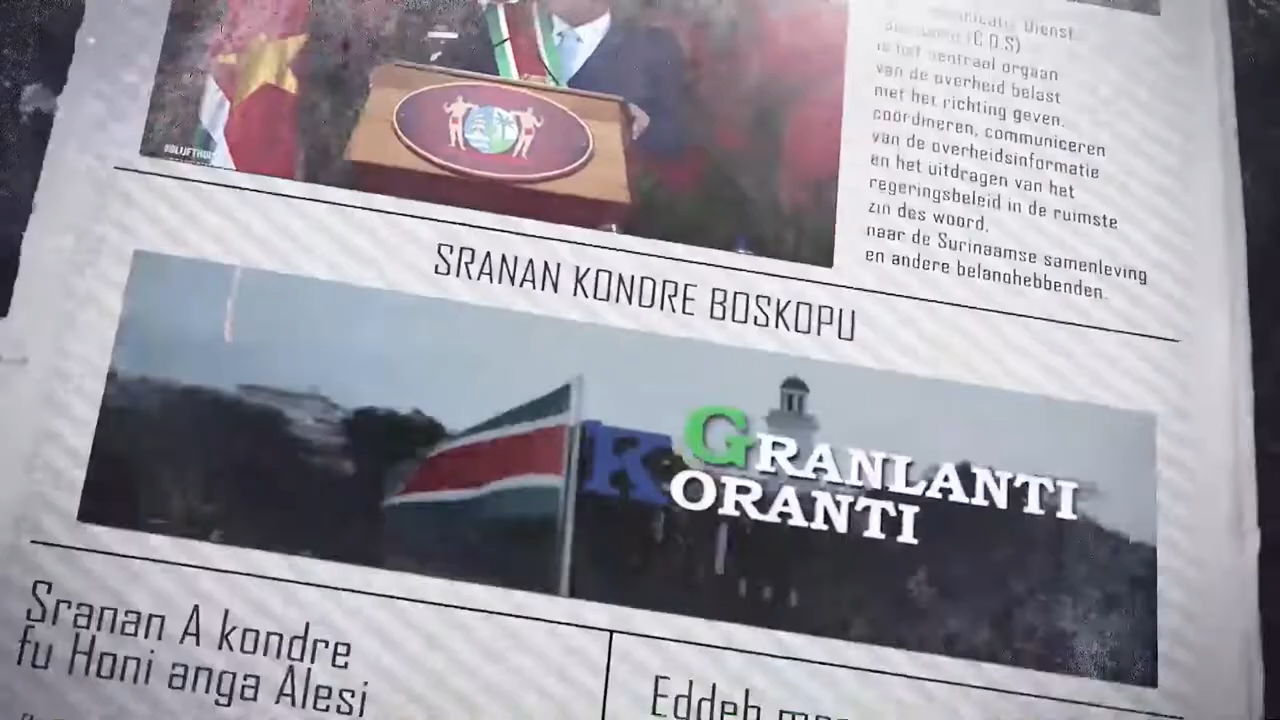 Dienst
(C.D.S)
is het centraal orgaan
van de overheid belast
met het richting geven,
coördineren, communiceren
van de overheidsinformatie
en het uitdragen van het
regeringsbeleid in de ruimste
zin des woord,
naar de Surinaamse samenleving
en andere belanghebbenden.
SRANAN KONDRE BOSKOPU
K GRANLANTI
ORANTI
Sranan A kondre
fu Honi anga Alesi
Eddeh